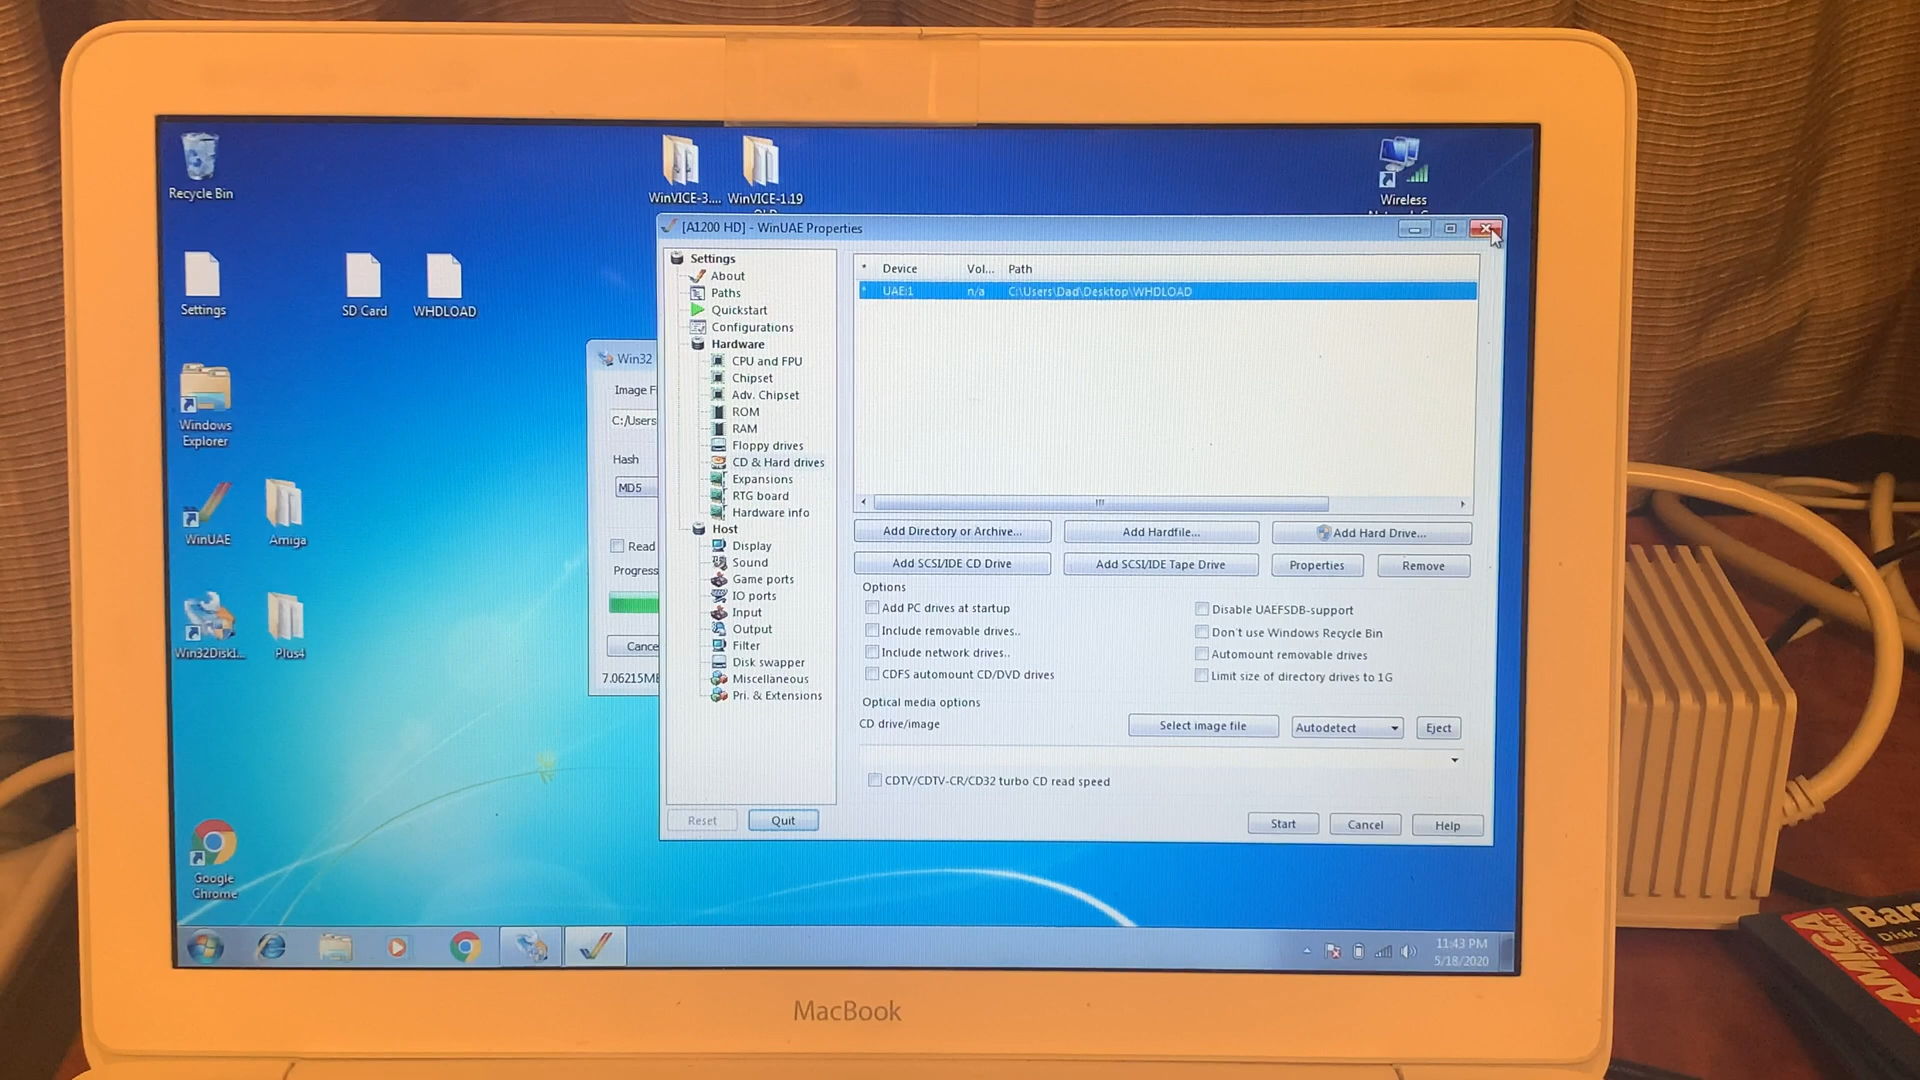 Recycle Bin
WinVICE-3....
WinVICE-1.19
Wireless
Settings
SD Card
WHDLOAD
Windows
Explorer
WinUAE
Amiga
Win32DiskI...
Plus4
Google
Chrome
Win32
Image F
C:/Users
Hash
MD5
Read
Progress
Cance
7.06215ME
[A1200 HD] - WinUAE Properties
Settings
About
Paths
Quickstart
Configurations
Hardware
CPU and FPU
Chipset
Adv. Chipset
ROM
RAM
Floppy drives
CD & Hard drives
Expansions
RTG board
Hardware info
Host
Display
Sound
Game ports
IO ports
Input
Output
Filter
Disk swapper
Miscellaneous
Pri. & Extensions
Reset
Quit
* Device Vol... Path
* UAE:1 n/a C:\Users\Dad\Desktop\WHDLOAD
Add Directory or Archive... Add Hardfile... Add Hard Drive...
Add SCSI/IDE CD Drive Add SCSI/IDE Tape Drive Properties Remove
Options
Add PC drives at startup
Include removable drives..
Include network drives..
CDFS automount CD/DVD drives
Disable UAEFSDB-support
Don't use Windows Recycle Bin
Automount removable drives
Limit size of directory drives to 1G
Optical media options
CD drive/image
Select image file
Autodetect
Eject
CDTV/CDTV-CR/CD32 turbo CD read speed
Start Cancel Help
11:43 PM
5/18/2020
MacBook
AMIGA
FORMAT
Bars
Disk